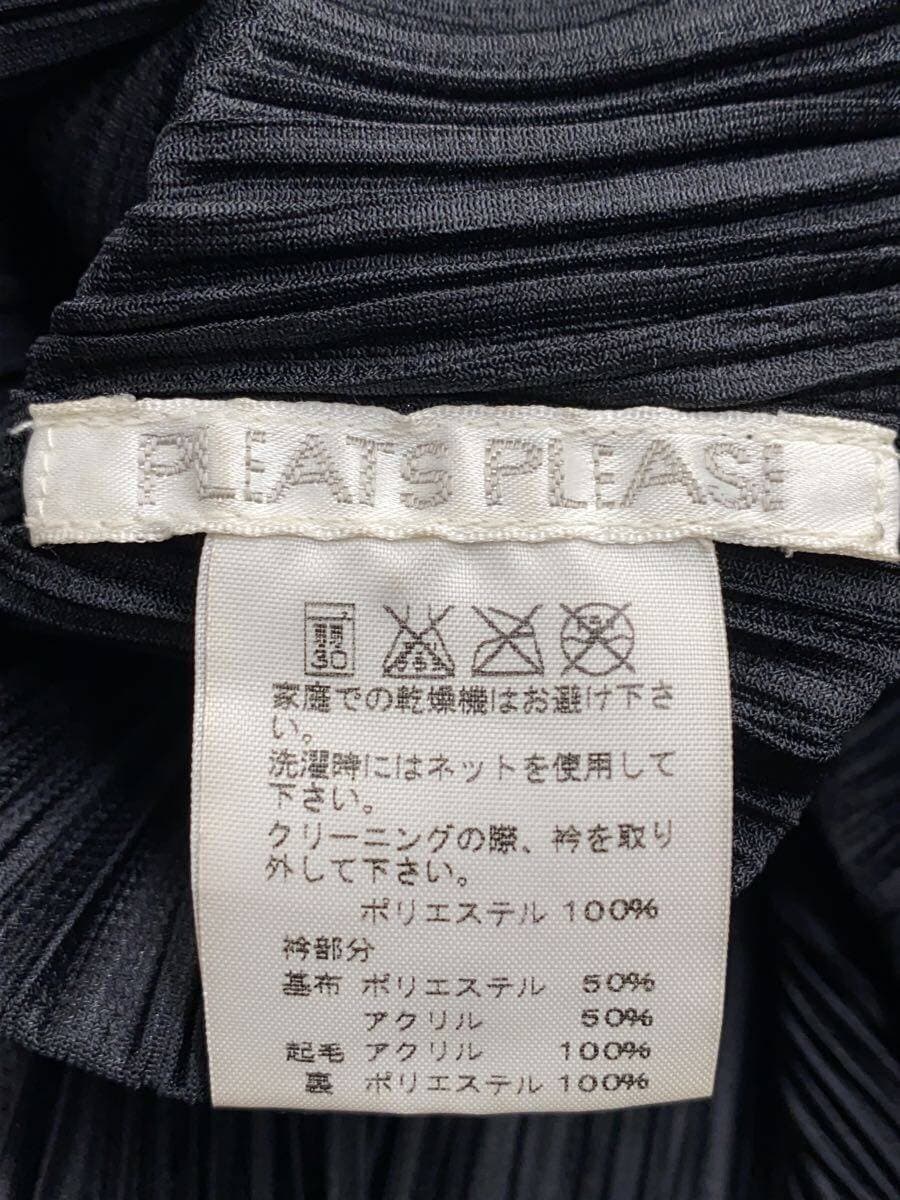 PLEATS PLEASE
弱
30
家庭での乾燥機はお避け下さ
い。
洗濯時にはネットを使用して
下さい。
クリーニングの際、衿を取り
外して下さい。
ポリエステル 100%
衿部分
基布 ポリエステル 50%
アクリル 50%
起毛 アクリル 100%
裏 ポリエステル 100%